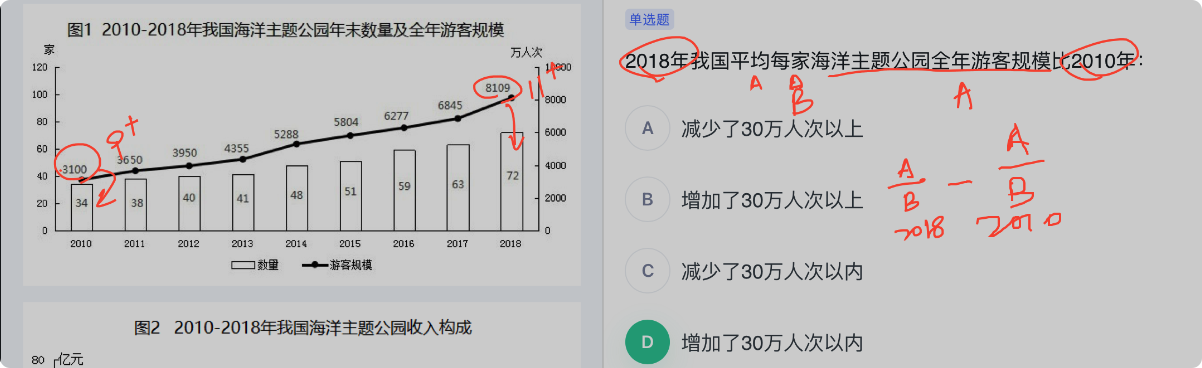 图1 2010-2018年我国海洋主题公园年末数量及全年游客规模
家
万人次
120
100
80
60
40
20
0
10000
8000
6000
4000
2000
0
3100
3650
3950
4355
5288
5804
6277
6845
8109
34
38
40
41
48
51
59
63
72
9+
11+
2010 2011 2012 2013 2014 2015 2016 2017 2018
数量 游客规模
图2 2010-2018年我国海洋主题公园收入构成
80 亿元
单选题
2018年我国平均每家海洋主题公园全年游客规模比2010年：
A
B
A
A 减少了30万人次以上
B 增加了30万人次以上
A
B
2018
—
A
B
2010
C 减少了30万人次以内
D 增加了30万人次以内